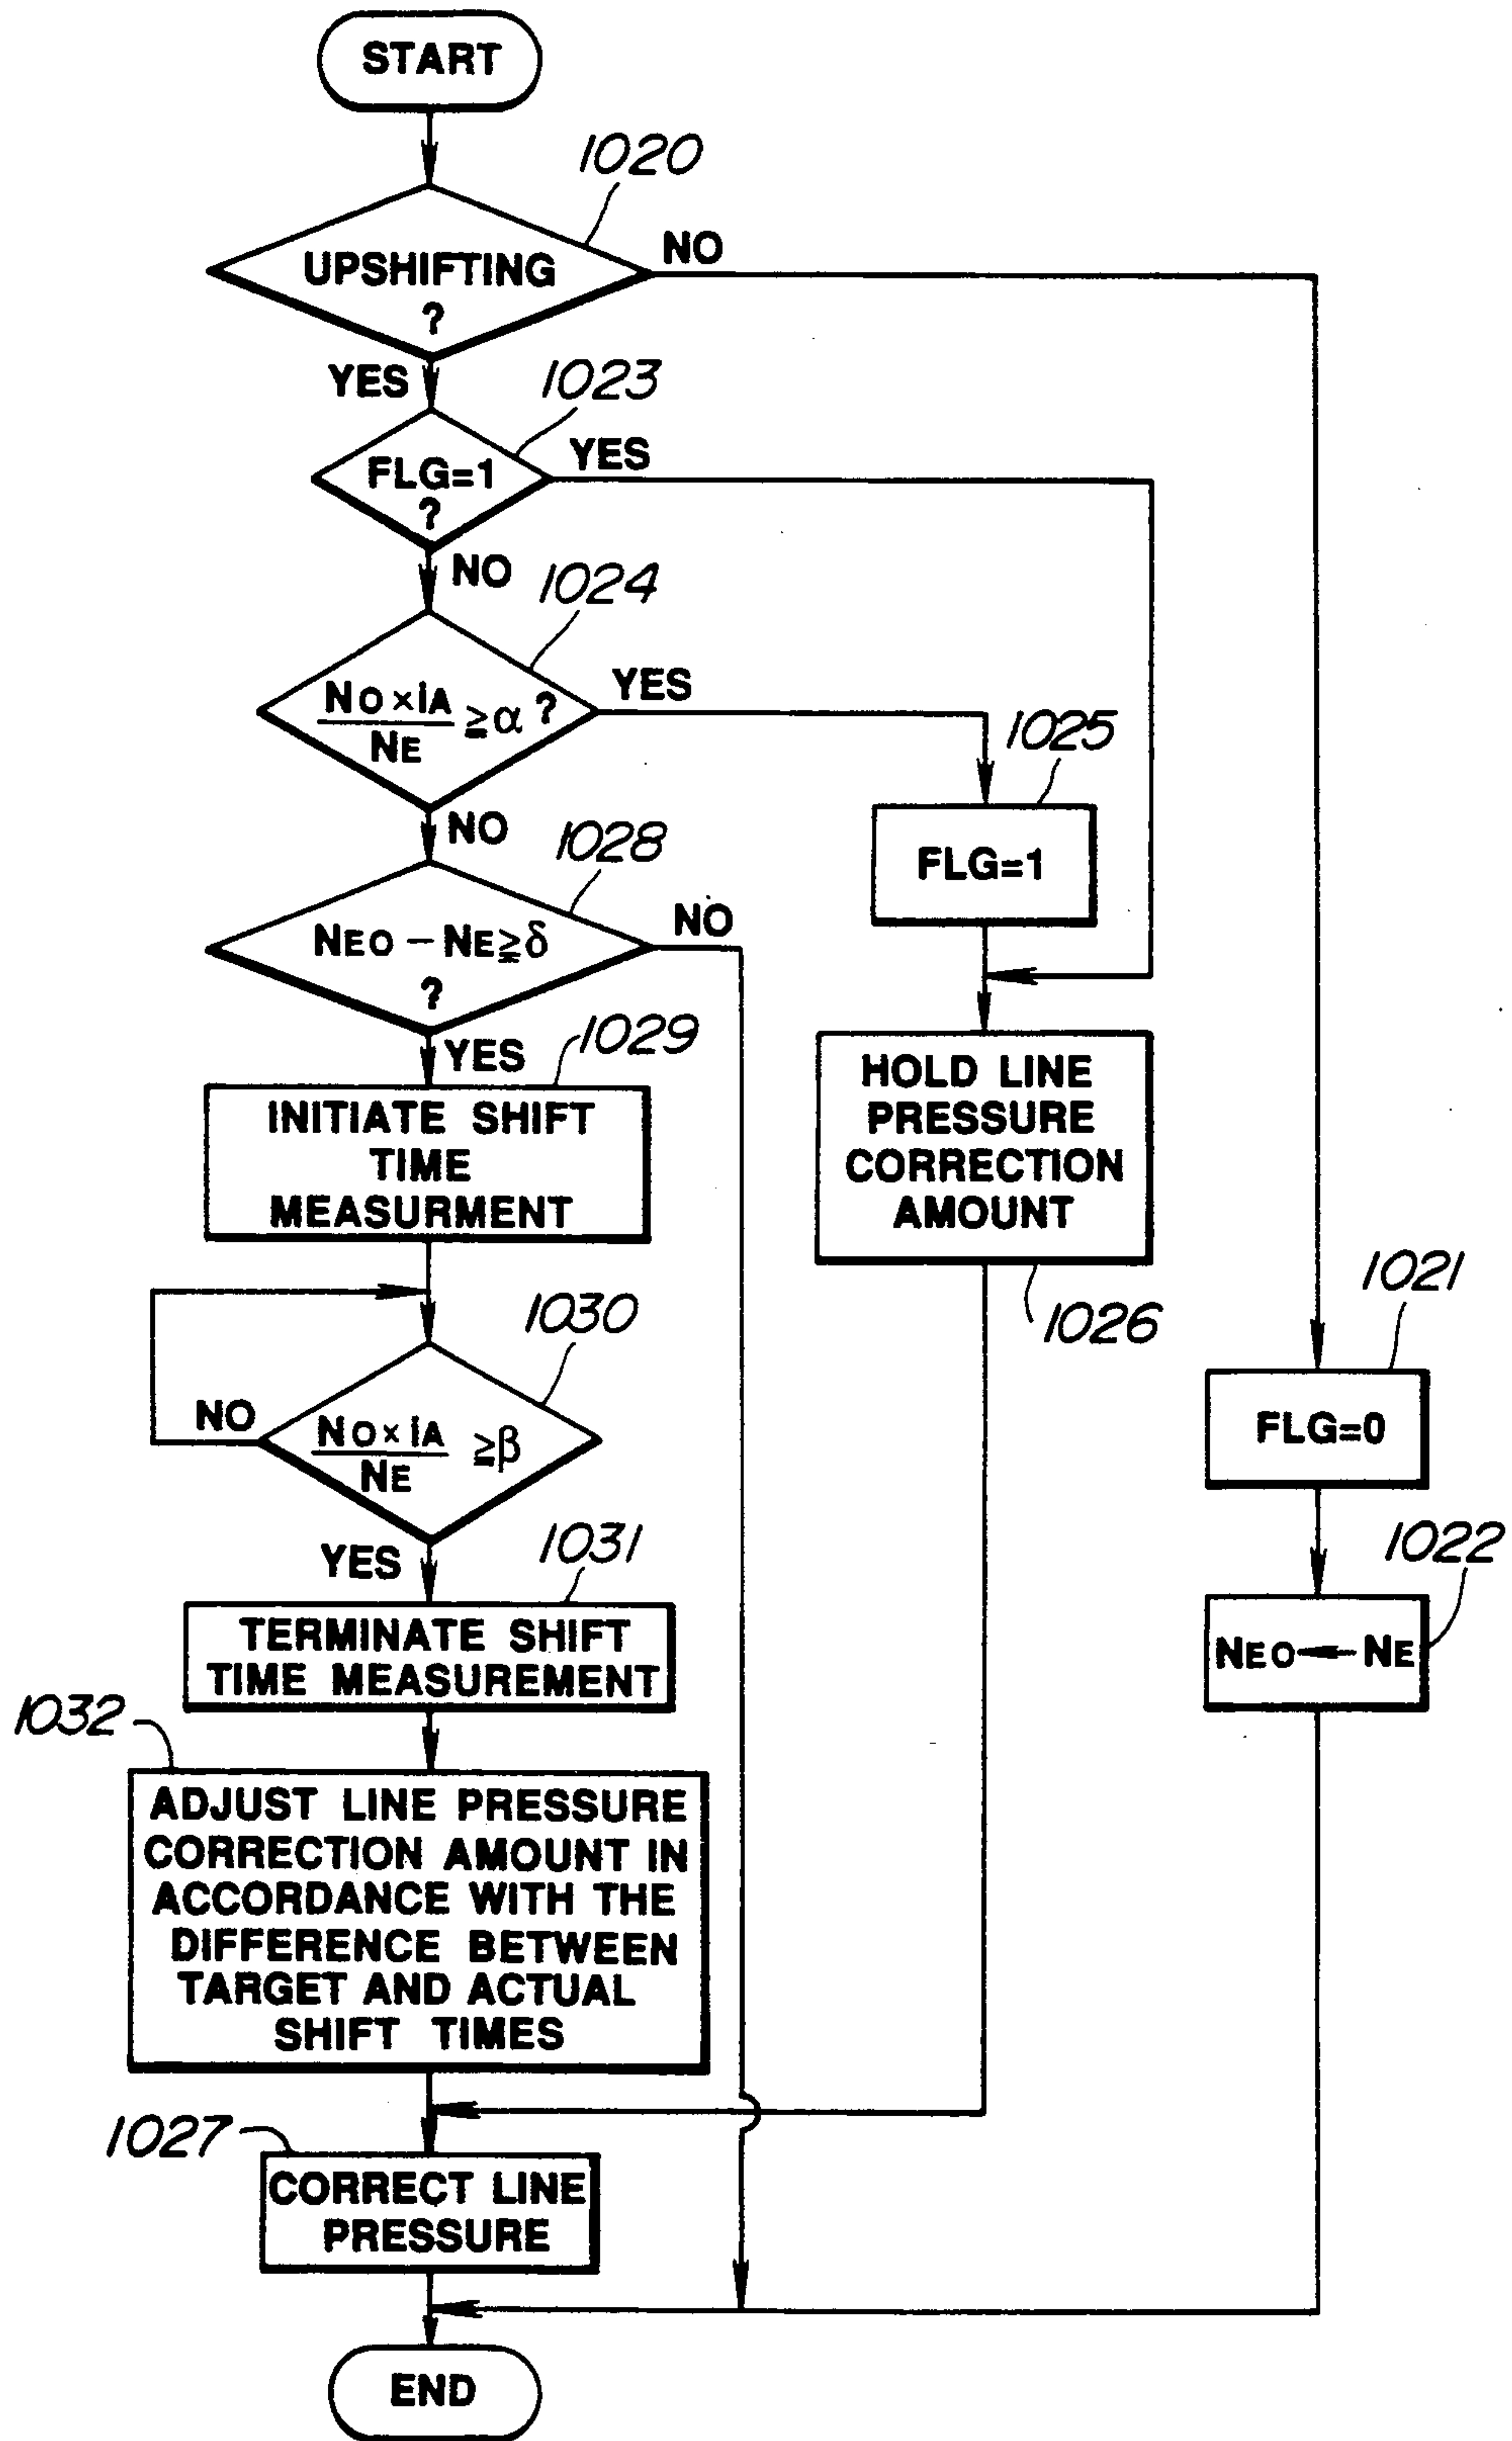 START
1020
UPSHIFTING
?
NO
YES
1023
FLG=1
?
YES
NO
1024
NO×iA
NE
≧α ?
YES
1025
FLG=1
NO
1028
NEO − NE≧δ
?
NO
YES
1029
INITIATE SHIFT
TIME
MEASURMENT
HOLD LINE
PRESSURE
CORRECTION
AMOUNT
1026
1030
NO×iA
NE
≧β
NO
YES
1021
FLG=0
1022
NEO←NE
1031
TERMINATE SHIFT
TIME MEASUREMENT
1032
ADJUST LINE PRESSURE
CORRECTION AMOUNT IN
ACCORDANCE WITH THE
DIFFERENCE BETWEEN
TARGET AND ACTUAL
SHIFT TIMES
1027
CORRECT LINE
PRESSURE
END